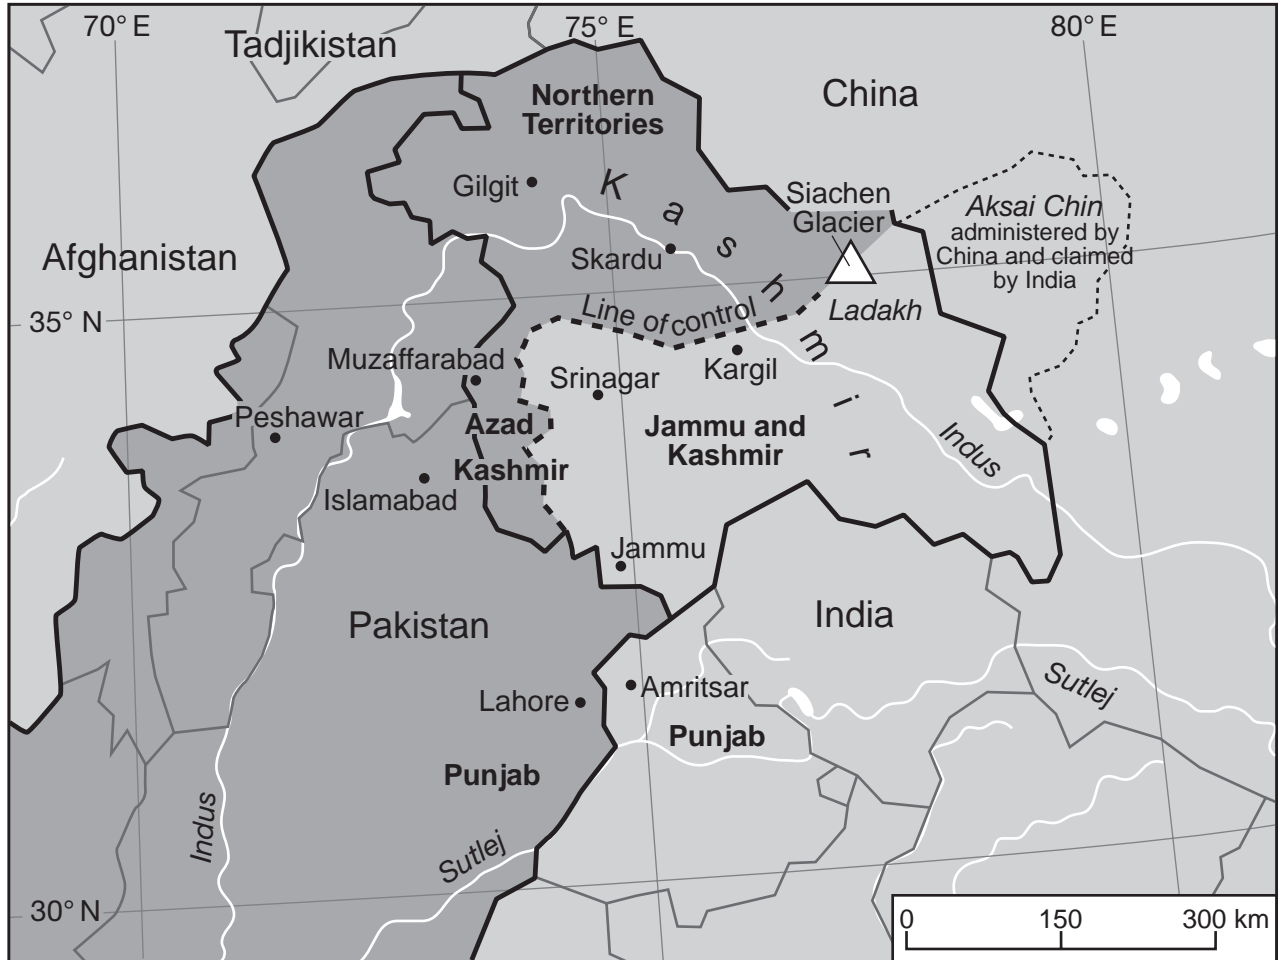 70° E
75° E
80° E
Tadjikistan
China
Northern
Territories
Gilgit
Kashmir
Siachen
Glacier
Aksai Chin
administered by
China and claimed
by India
Afghanistan
Skardu
Ladakh
35° N
Line of control
Muzaffarabad
Srinagar
Kargil
Peshawar
Azad
Kashmir
Jammu and
Kashmir
Indus
Islamabad
Jammu
Pakistan
India
Lahore
Amritsar
Sutlej
Punjab
Punjab
Indus
Sutlej
30° N
0 150 300 km